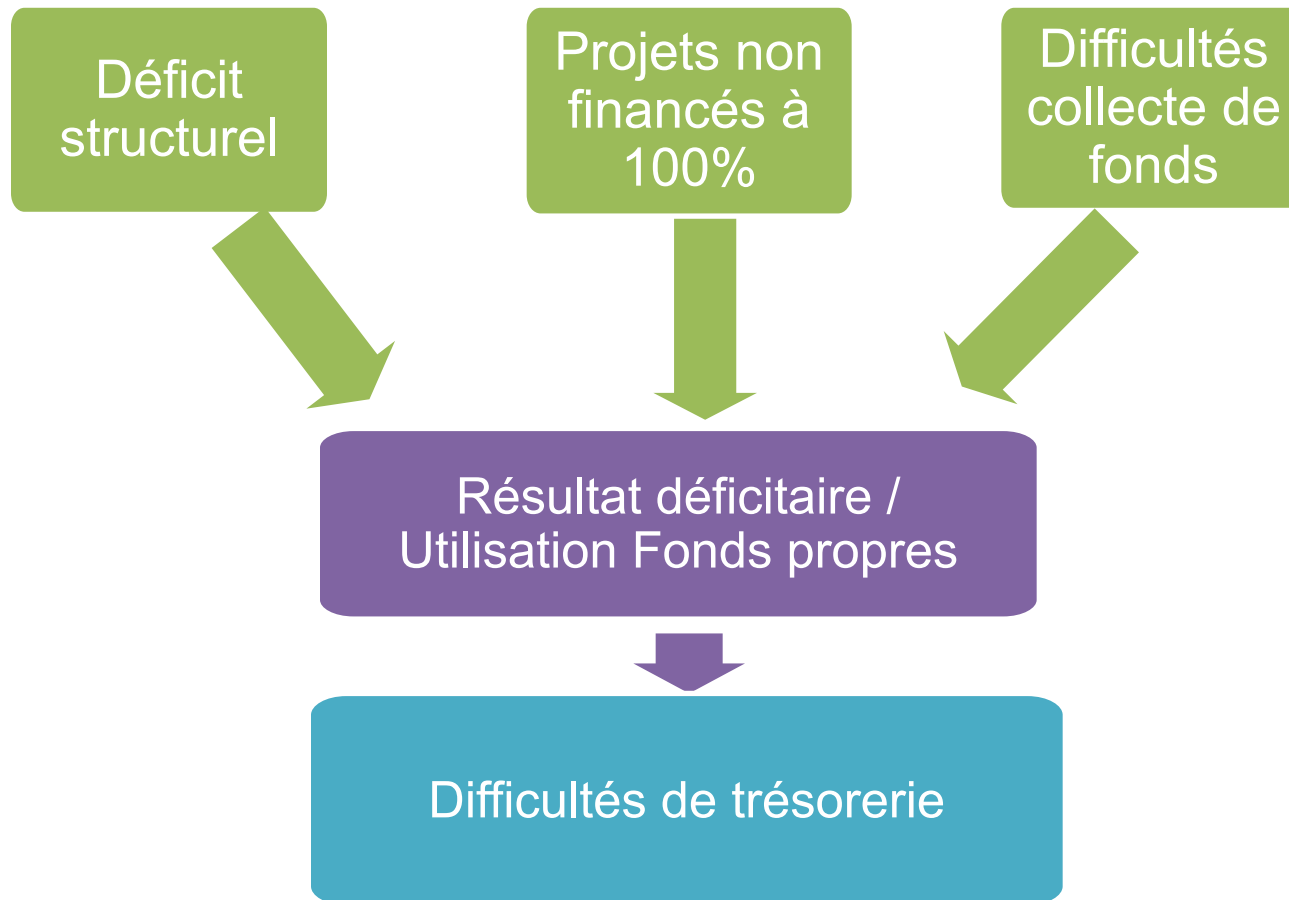 Déficit
structurel
Projets non
financés à
100%
Difficultés
collecte de
fonds
Résultat déficitaire /
Utilisation Fonds propres
Difficultés de trésorerie